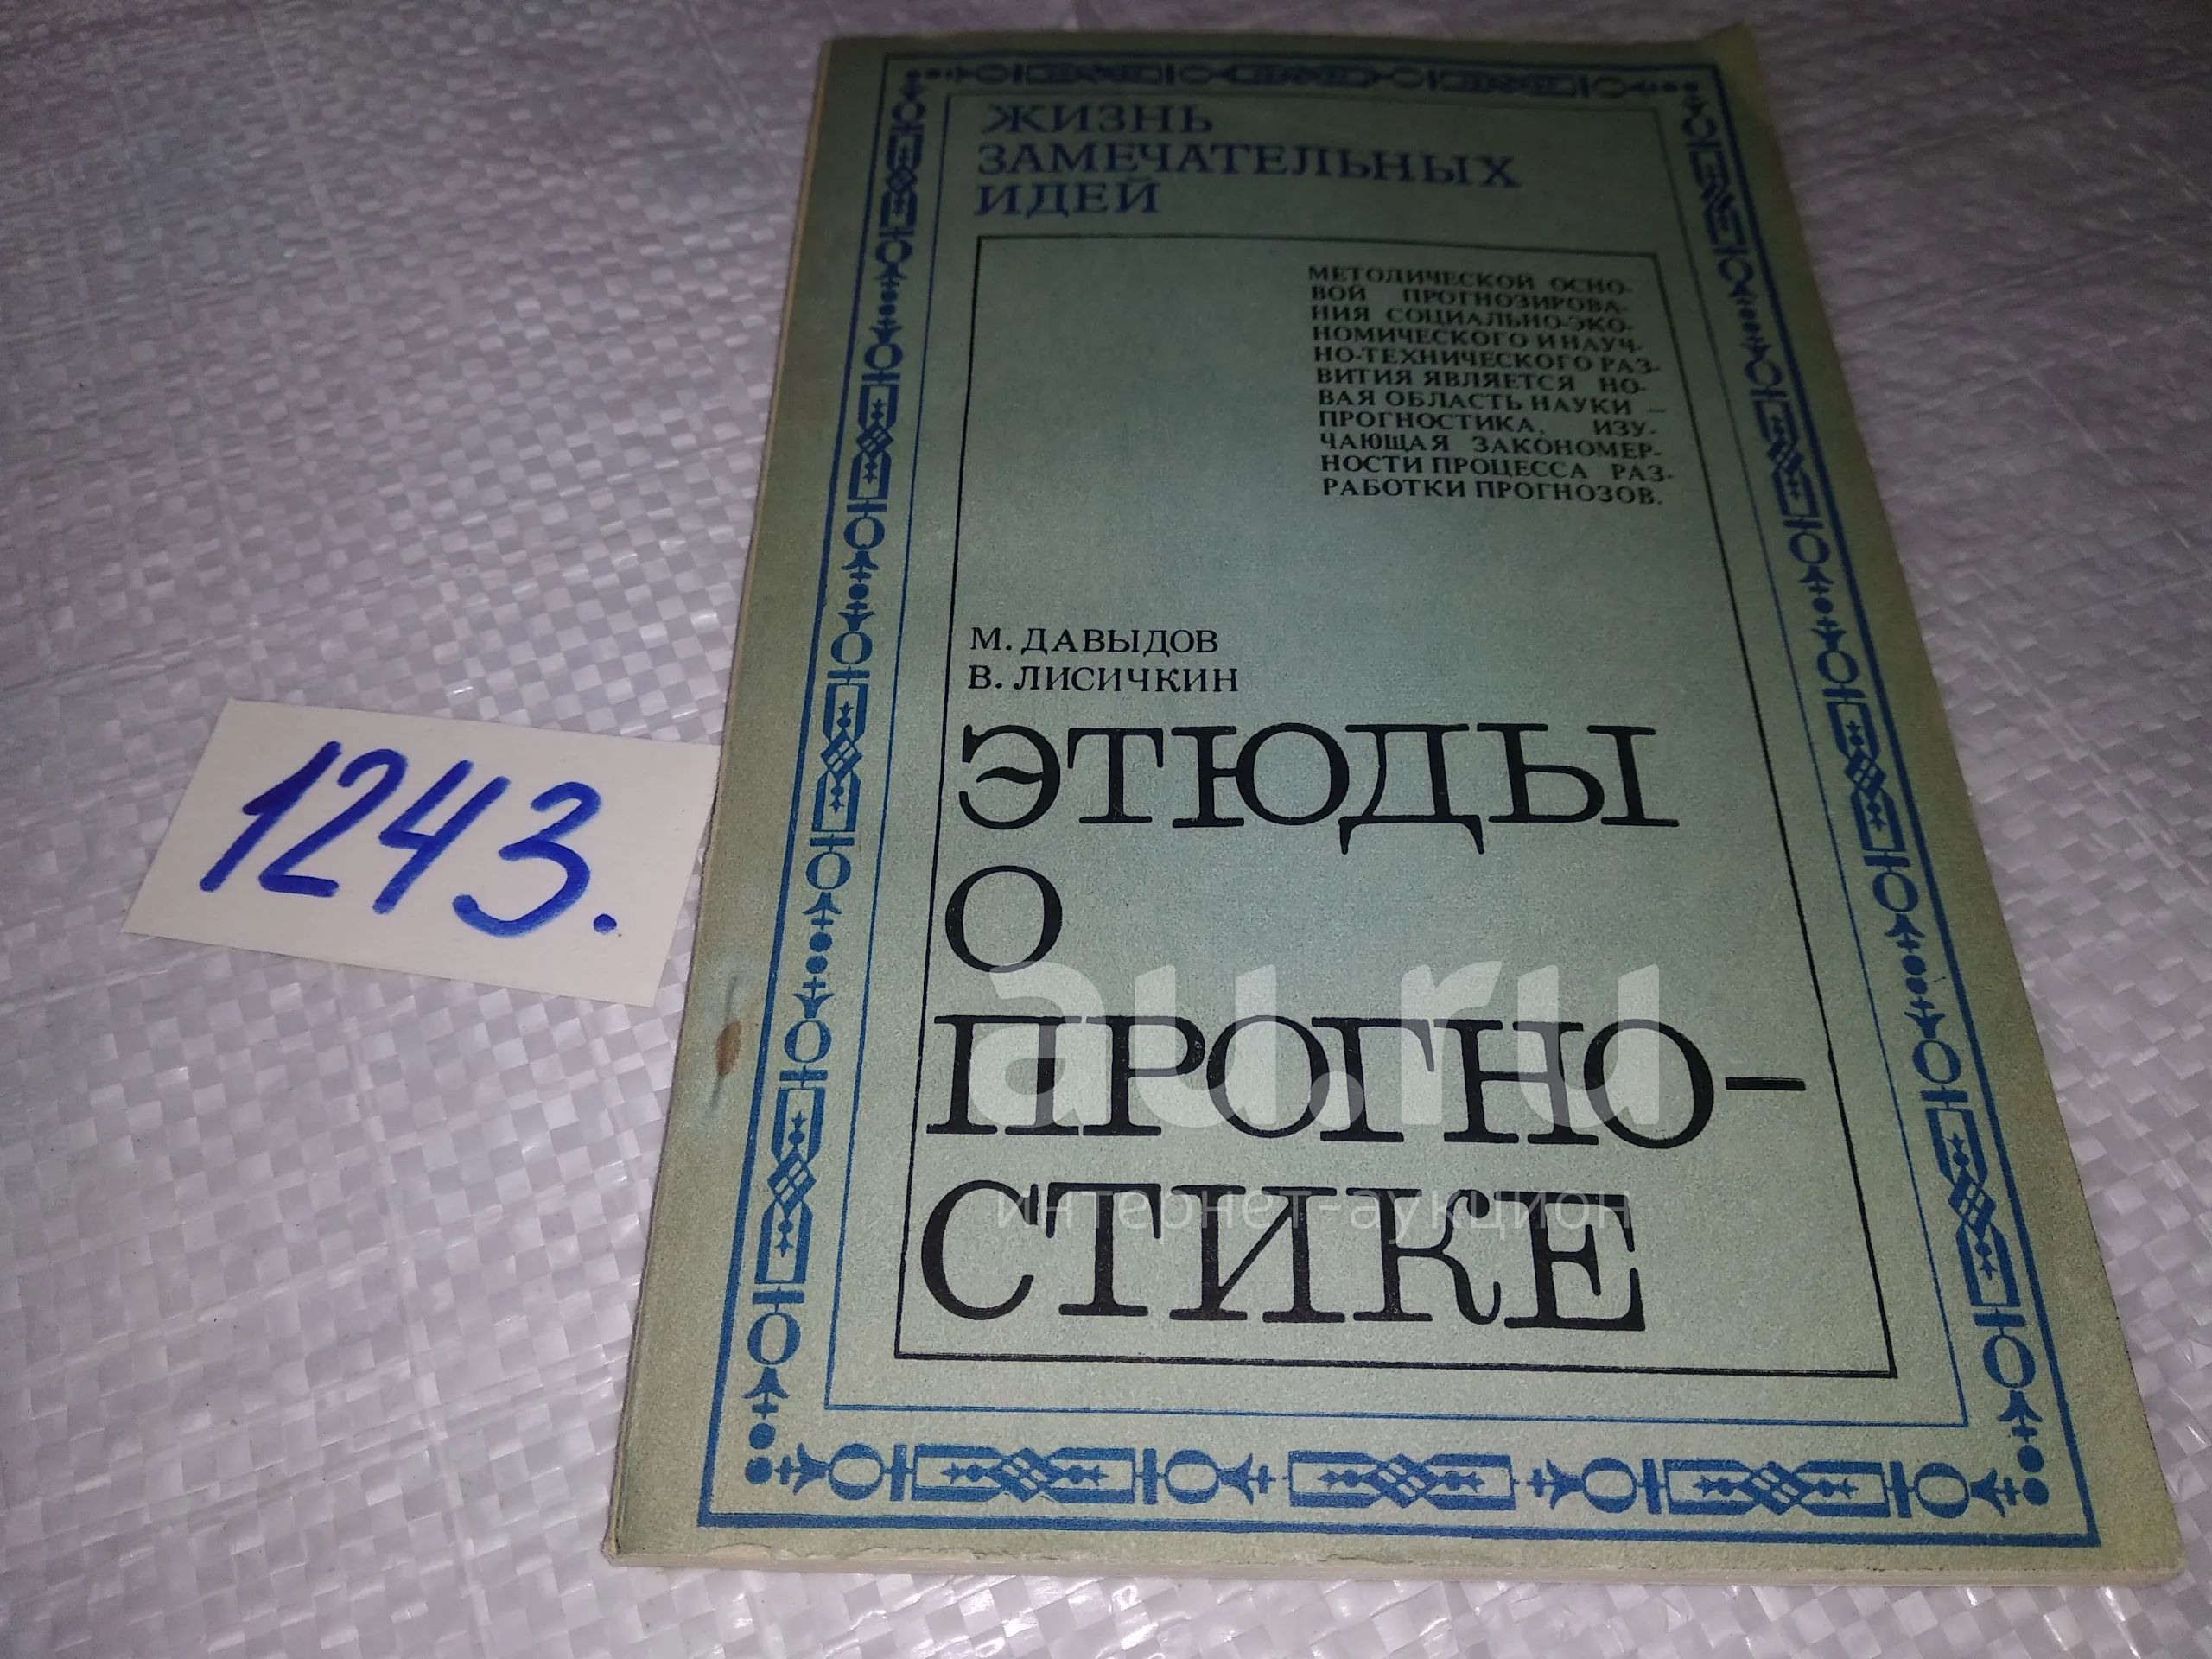 ЖИЗНЬ
ЗАМЕЧАТЕЛЬНЫХ
ИДЕЙ
МЕТОДИЧЕСКОЙ ОСНО-
ВОЙ ПРОГНОЗИРОВА-
НИЯ СОЦИАЛЬНО-ЭКО-
НОМИЧЕСКОГО И НАУЧ-
НО-ТЕХНИЧЕСКОГО РАЗ-
ВИТИЯ ЯВЛЯЕТСЯ НО-
ВАЯ ОБЛАСТЬ НАУКИ –
ПРОГНОСТИКА, ИЗУ-
ЧАЮЩАЯ ЗАКОНОМЕР-
НОСТИ ПРОЦЕССА РАЗ-
РАБОТКИ ПРОГНОЗОВ.
М. ДАВЫДОВ
В. ЛИСИЧКИН
ЭТЮДЫ
О
ПРОГНО-
СТИКЕ
1243.
au.ru
интернет-аукцион